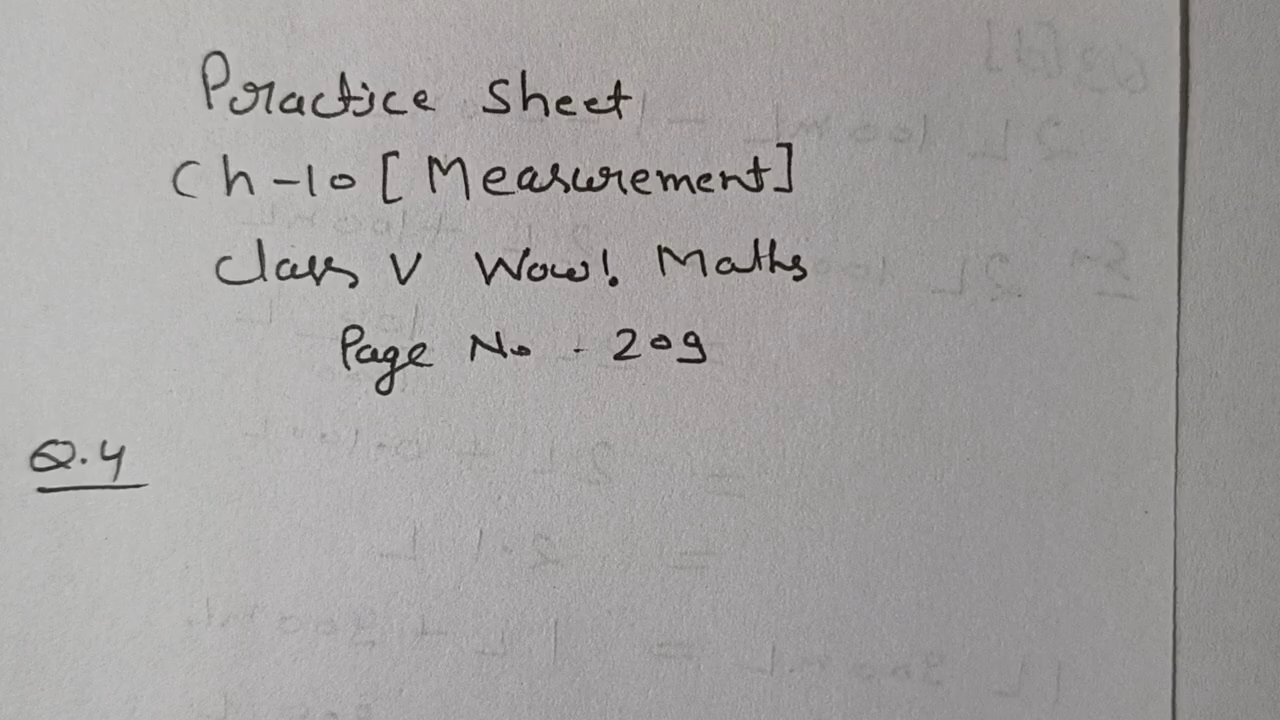 Practice Sheet
Ch-10 [Measurement]
Class V Wow! Maths
Page No - 209
Q.4